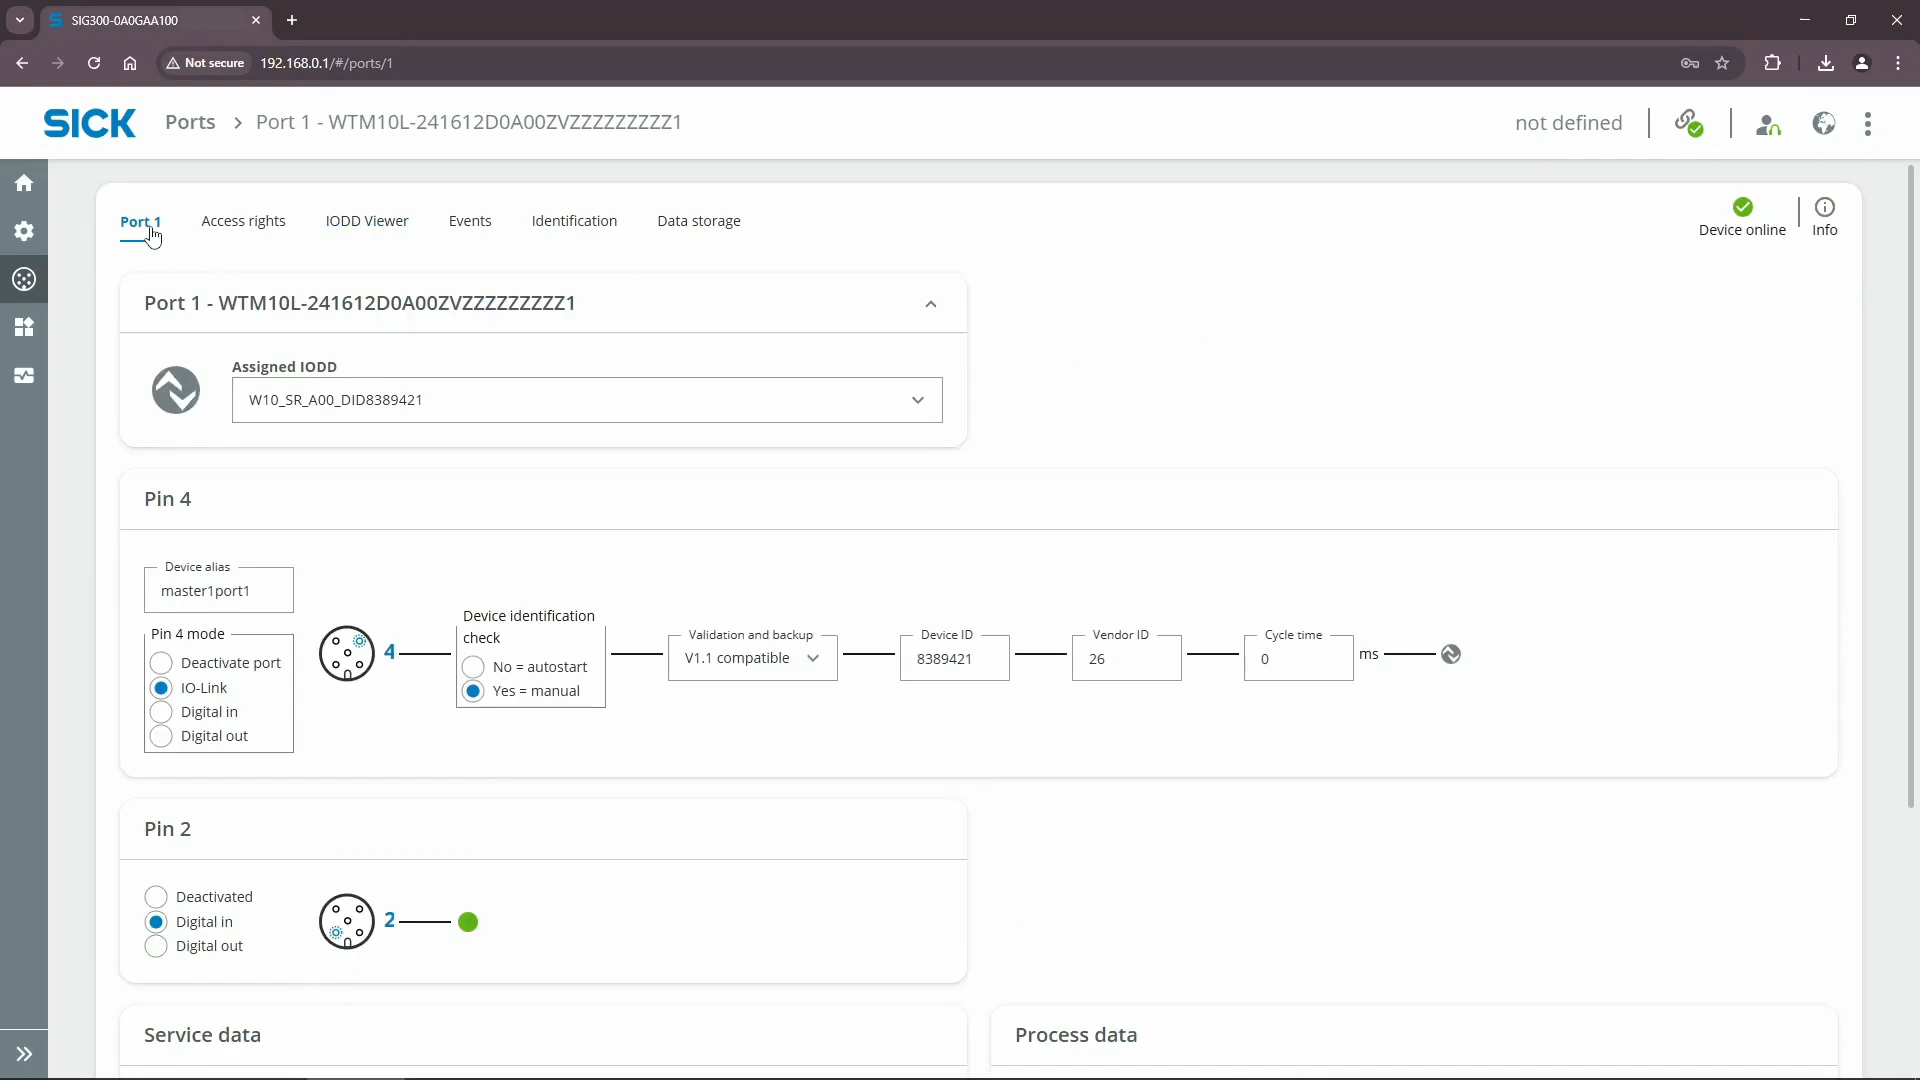 SIG300-0A0GAA100
Not secure
192.168.0.1/#/ports/1
SICK
Ports > Port 1 - WTM10L-241612D0A00ZVZZZZZZZZZ1
not defined
Port 1
Access rights
IODD Viewer
Events
Identification
Data storage
Device online
Info
Port 1 - WTM10L-241612D0A00ZVZZZZZZZZZ1
Assigned IODD
W10_SR_A00_DID8389421
Pin 4
Device alias
master1port1
Pin 4 mode
Deactivate port
IO-Link
Digital in
Digital out
4
Device identification
check
No = autostart
Yes = manual
Validation and backup
V1.1 compatible
Device ID
8389421
Vendor ID
26
Cycle time
0
ms
Pin 2
Deactivated
Digital in
Digital out
2
Service data
Process data